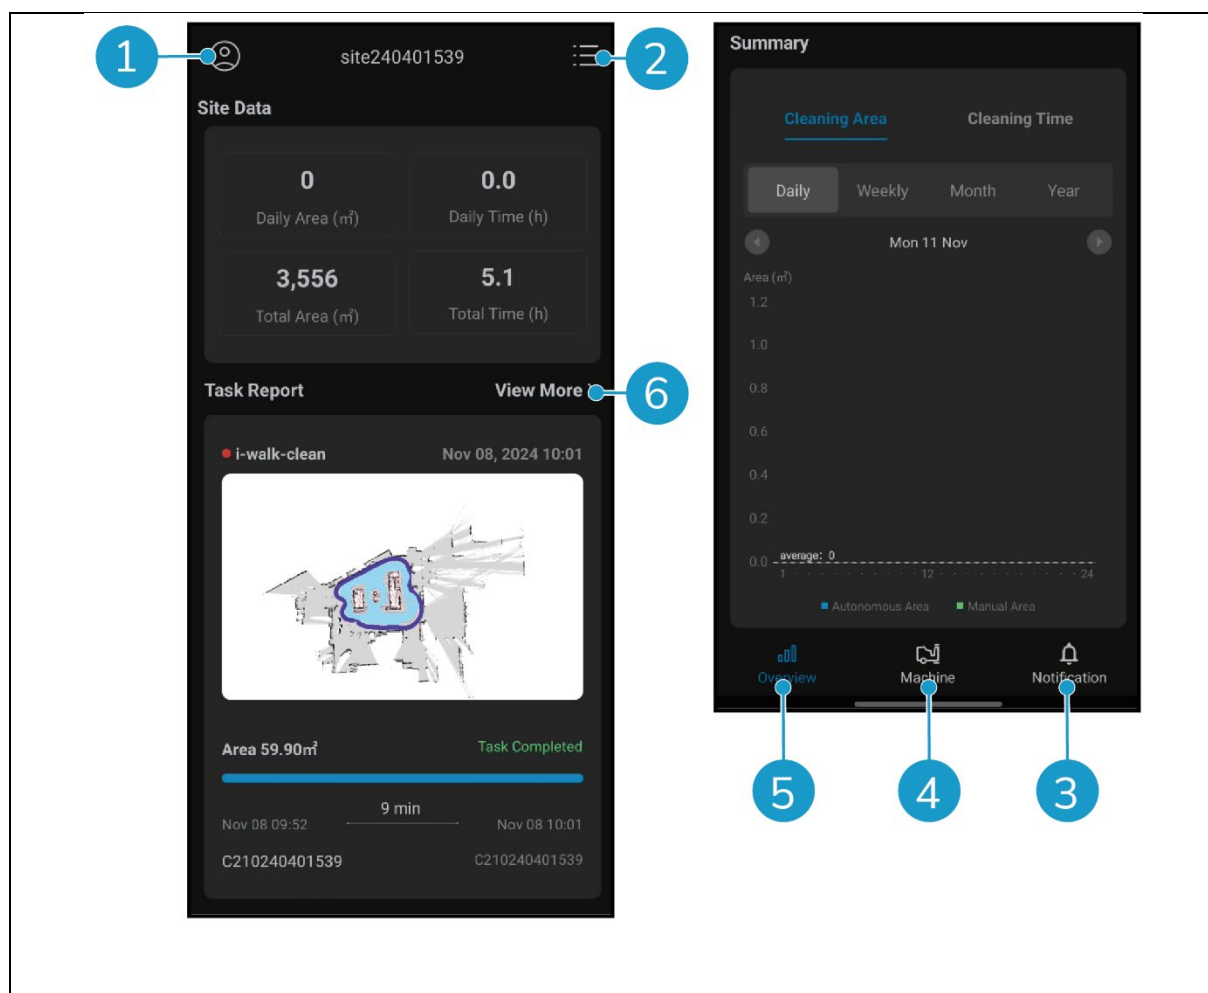 1
site240401539
2
Site Data
0
0.0
Daily Area (㎡)
Daily Time (h)
3,556
5.1
Total Area (㎡)
Total Time (h)
Task Report
View More
6
i-walk-clean
Nov 08, 2024 10:01
Area 59.90㎡
Task Completed
9 min
Nov 08 09:52
Nov 08 10:01
C210240401539
C210240401539
Summary
Cleaning Area
Cleaning Time
Daily
Weekly
Month
Year
Mon 11 Nov
Area (㎡)
1.2
1.0
0.8
0.6
0.4
0.2
0.0
average: 0
1
12
24
Autonomous Area
Manual Area
Overview
Machine
Notification
5
4
3